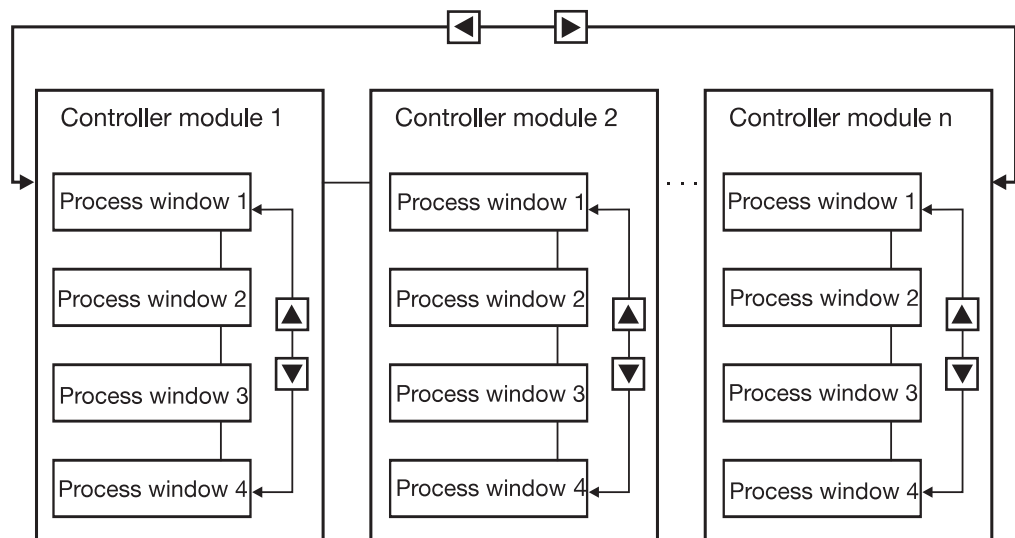 Controller module 1
Process window 1
Process window 2
Process window 3
Process window 4
Controller module 2
Process window 1
Process window 2
Process window 3
Process window 4
. . .
Controller module n
Process window 1
Process window 2
Process window 3
Process window 4